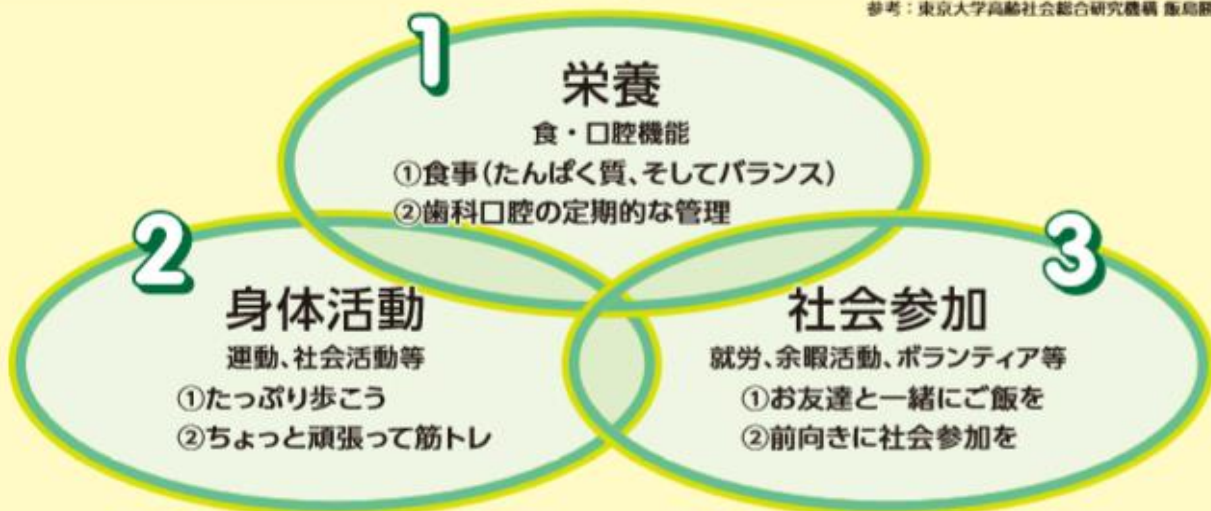 参考：東京大学高齢社会総合研究機構 飯島勝
1
栄養
食・口腔機能
①食事(たんぱく質、そしてバランス)
②歯科口腔の定期的な管理
2
身体活動
運動、社会活動等
①たっぷり歩こう
②ちょっと頑張って筋トレ
3
社会参加
就労、余暇活動、ボランティア等
①お友達と一緒にご飯を
②前向きに社会参加を